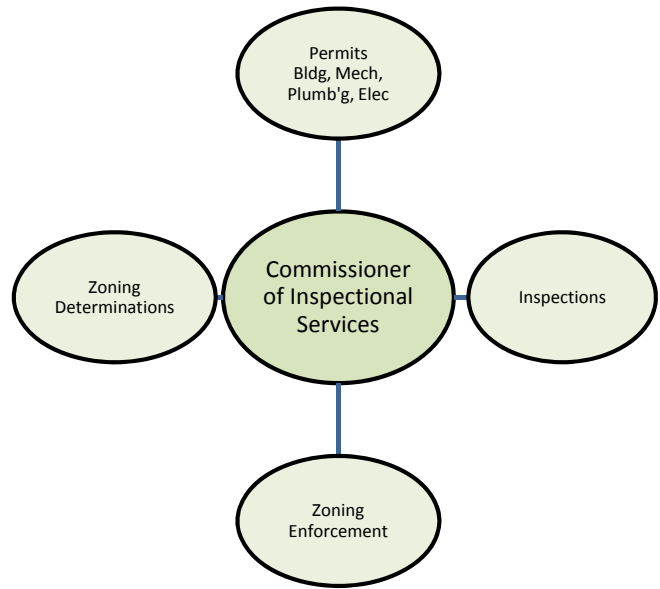 Permits
Bldg, Mech,
Plumb'g, Elec
Zoning
Determinations
Commissioner
of Inspectional
Services
Inspections
Zoning
Enforcement